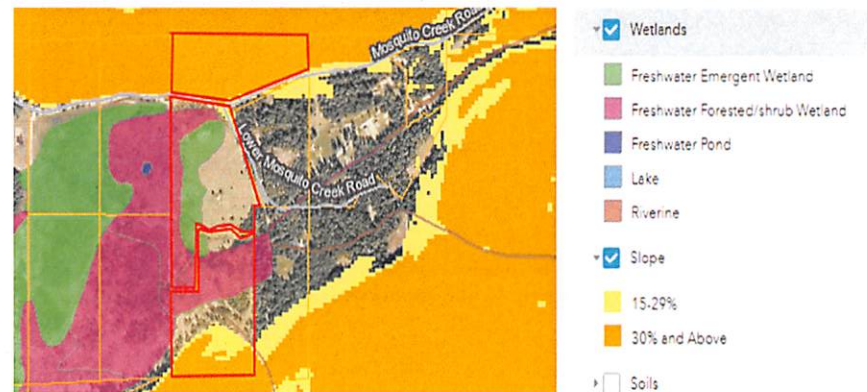 Mosquito Creek Road
Lower Mosquito Creek Road
Wetlands
Freshwater Emergent Wetland
Freshwater Forested/shrub Wetland
Freshwater Pond
Lake
Riverine
Slope
15-29%
30% and Above
Soils